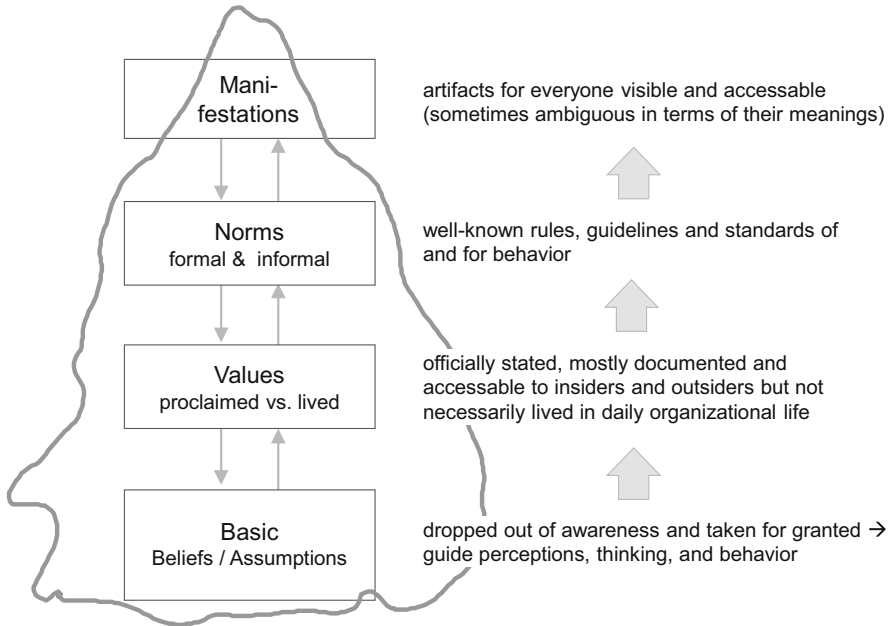 Mani-
festations
artifacts for everyone visible and accessable
(sometimes ambiguous in terms of their meanings)
Norms
formal & informal
well-known rules, guidelines and standards of
and for behavior
Values
proclaimed vs. lived
officially stated, mostly documented and
accessable to insiders and outsiders but not
necessarily lived in daily organizational life
Basic
Beliefs / Assumptions
dropped out of awareness and taken for granted →
guide perceptions, thinking, and behavior